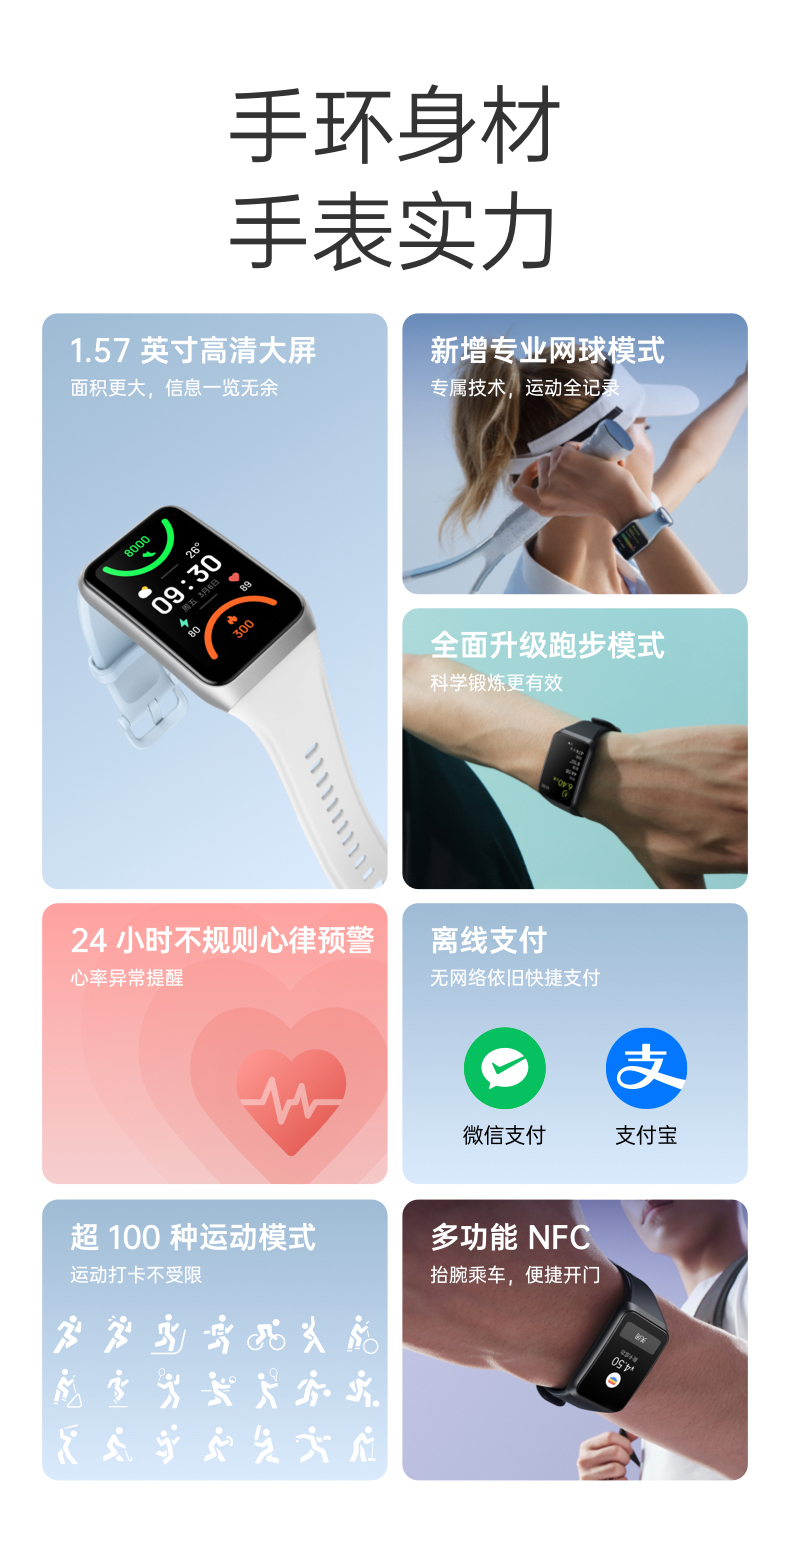 手环身材
手表实力
1.57 英寸高清大屏
面积更大，信息一览无余
8000
26°
09:30
周五 3月6日
89
80
300
新增专业网球模式
专属技术，运动全记录
全面升级跑步模式
科学锻炼更有效
6.40
24 小时不规则心律预警
心率异常提醒
离线支付
无网络依旧快捷支付
微信支付
支付宝
超 100 种运动模式
运动打卡不受限
多功能 NFC
抬腕乘车，便捷开门
¥4.50
关闭